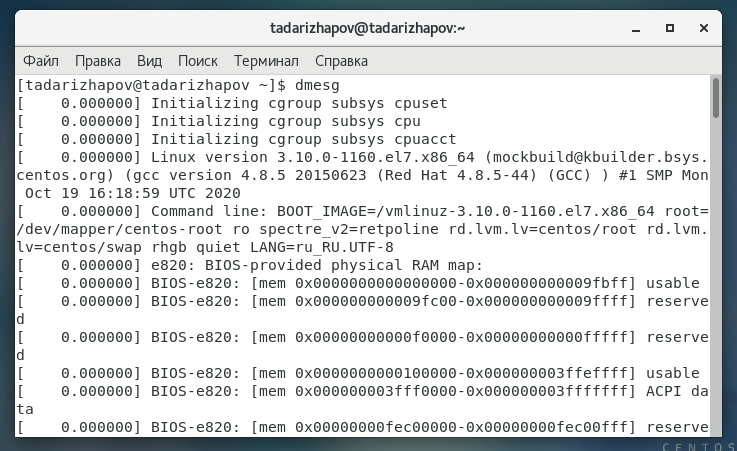 tadarizhapov@tadarizhapov:~
Файл Правка Вид Поиск Терминал Справка
[tadarizhapov@tadarizhapov ~]$ dmesg
[    0.000000] Initializing cgroup subsys cpuset
[    0.000000] Initializing cgroup subsys cpu
[    0.000000] Initializing cgroup subsys cpuacct
[    0.000000] Linux version 3.10.0-1160.el7.x86_64 (mockbuild@kbuilder.bsys.
centos.org) (gcc version 4.8.5 20150623 (Red Hat 4.8.5-44) (GCC) ) #1 SMP Mon
 Oct 19 16:18:59 UTC 2020
[    0.000000] Command line: BOOT_IMAGE=/vmlinuz-3.10.0-1160.el7.x86_64 root=
/dev/mapper/centos-root ro spectre_v2=retpoline rd.lvm.lv=centos/root rd.lvm.
lv=centos/swap rhgb quiet LANG=ru_RU.UTF-8
[    0.000000] e820: BIOS-provided physical RAM map:
[    0.000000] BIOS-e820: [mem 0x0000000000000000-0x000000000009fbff] usable
[    0.000000] BIOS-e820: [mem 0x000000000009fc00-0x000000000009ffff] reserve
d
[    0.000000] BIOS-e820: [mem 0x00000000000f0000-0x00000000000fffff] reserve
d
[    0.000000] BIOS-e820: [mem 0x0000000000100000-0x000000003ffeffff] usable
[    0.000000] BIOS-e820: [mem 0x000000003fff0000-0x000000003fffffff] ACPI da
ta
[    0.000000] BIOS-e820: [mem 0x00000000fec00000-0x00000000fec00fff] reserve
CENTOS